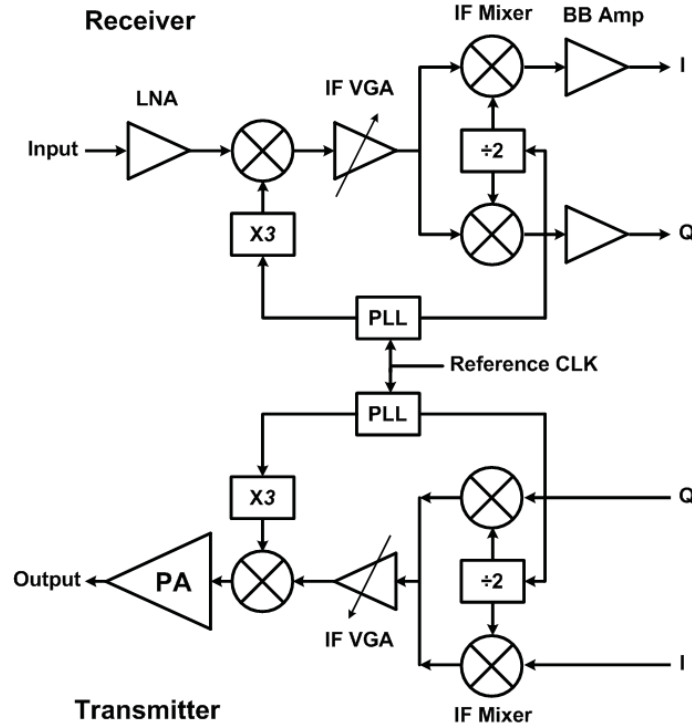 Receiver
IF Mixer
BB Amp
I
LNA
IF VGA
Input
÷2
X3
Q
PLL
Reference CLK
PLL
X3
Q
Output
PA
÷2
IF VGA
I
Transmitter
IF Mixer